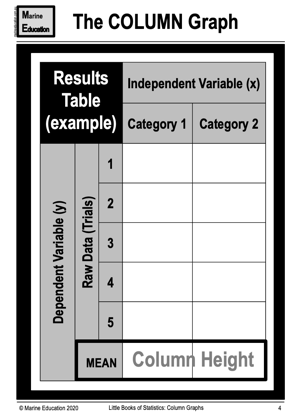 Marine
Education
The COLUMN Graph
Results
Table
(example)
Independent Variable (x)
Category 1
Category 2
Dependent Variable (y)
Raw Data (Trials)
1
2
3
4
5
MEAN
Column Height
© Marine Education 2020
Little Books of Statistics: Column Graphs
4